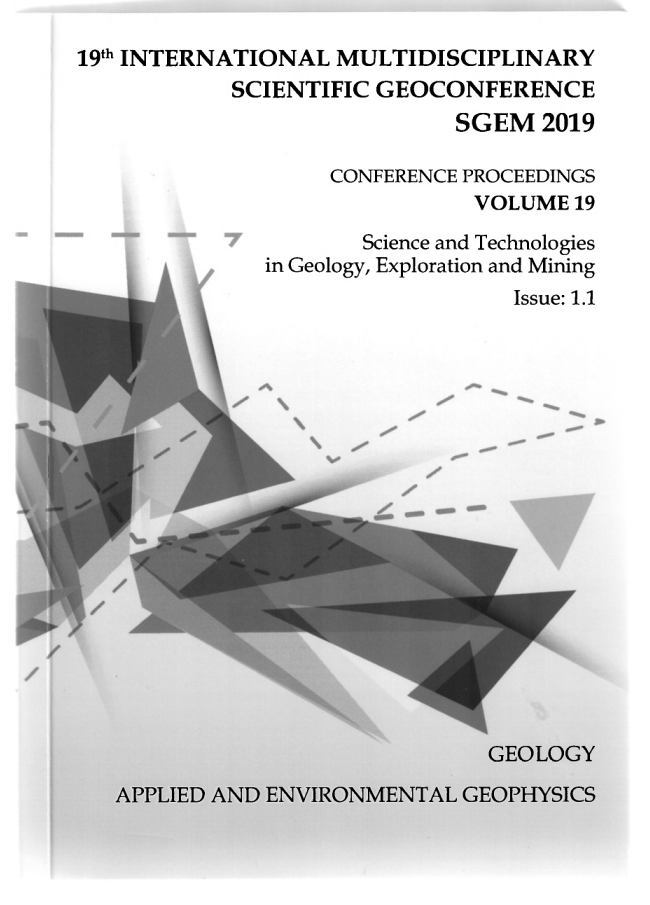 19th INTERNATIONAL MULTIDISCIPLINARY
SCIENTIFIC GEOCONFERENCE
SGEM 2019
CONFERENCE PROCEEDINGS
VOLUME 19
Science and Technologies
in Geology, Exploration and Mining
Issue: 1.1
GEOLOGY
APPLIED AND ENVIRONMENTAL GEOPHYSICS